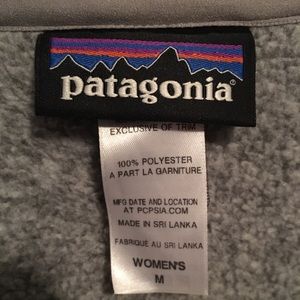 patagonia®
EXCLUSIVE OF TRIM
100% POLYESTER
A PART LA GARNITURE
MFG DATE AND LOCATION
AT PCPSIA.COM
MADE IN SRI LANKA
FABRIQUÉ AU SRI LANKA
WOMEN'S
M